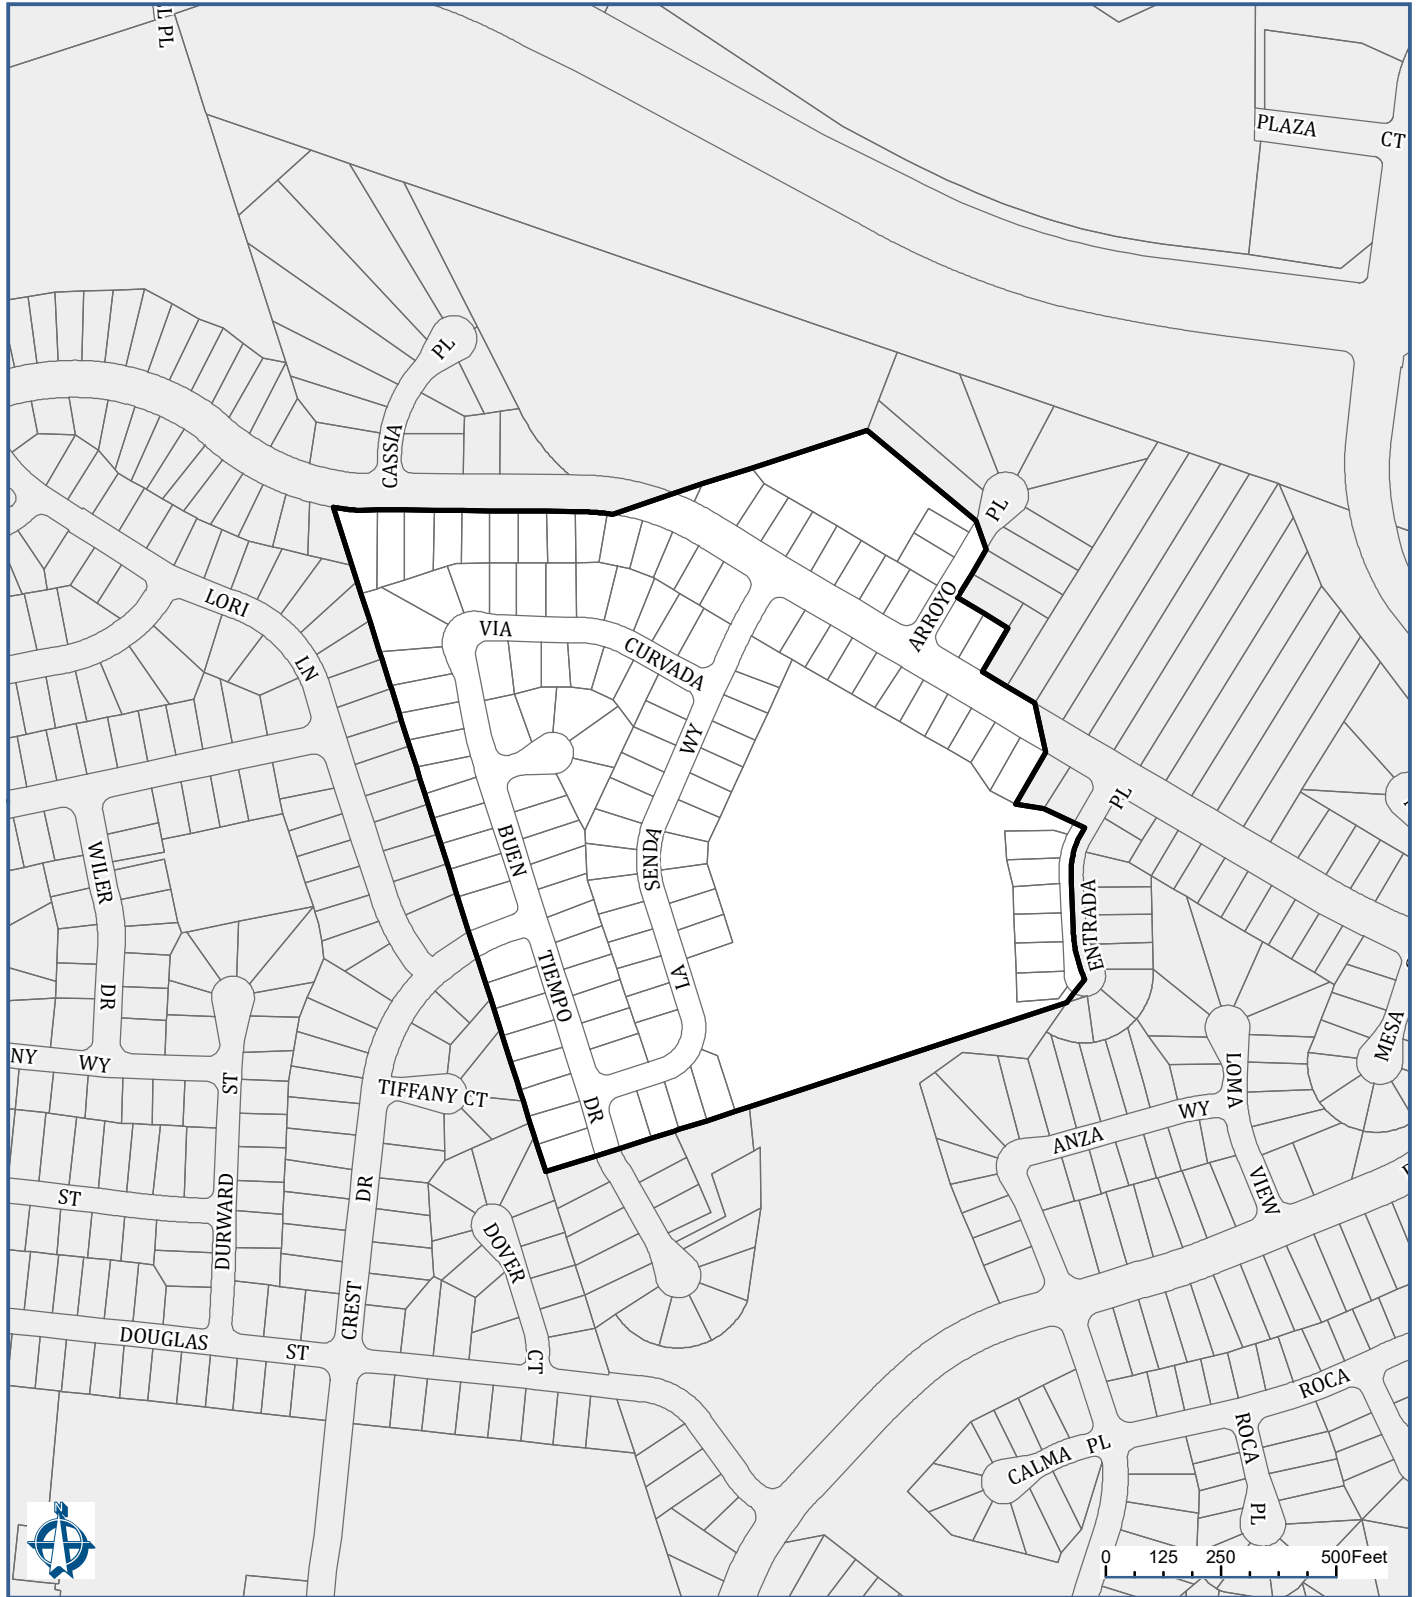 L PL
PLAZA CT
PL
CASSIA
PL
ARROYO
LORI
LN
VIA
CURVADA
WY
SENDA
LA
BUEN
TIEMPO
DR
PL
ENTRADA
WILER
DR
NY WY
ST
TIFFANY CT
DURWARD
ST
CREST
DR
DOVER
CT
DOUGLAS ST
MESA
LOMA
VIEW
ANZA WY
ROCA
ROCA
PL
CALMA PL
N
0 125 250 500Feet